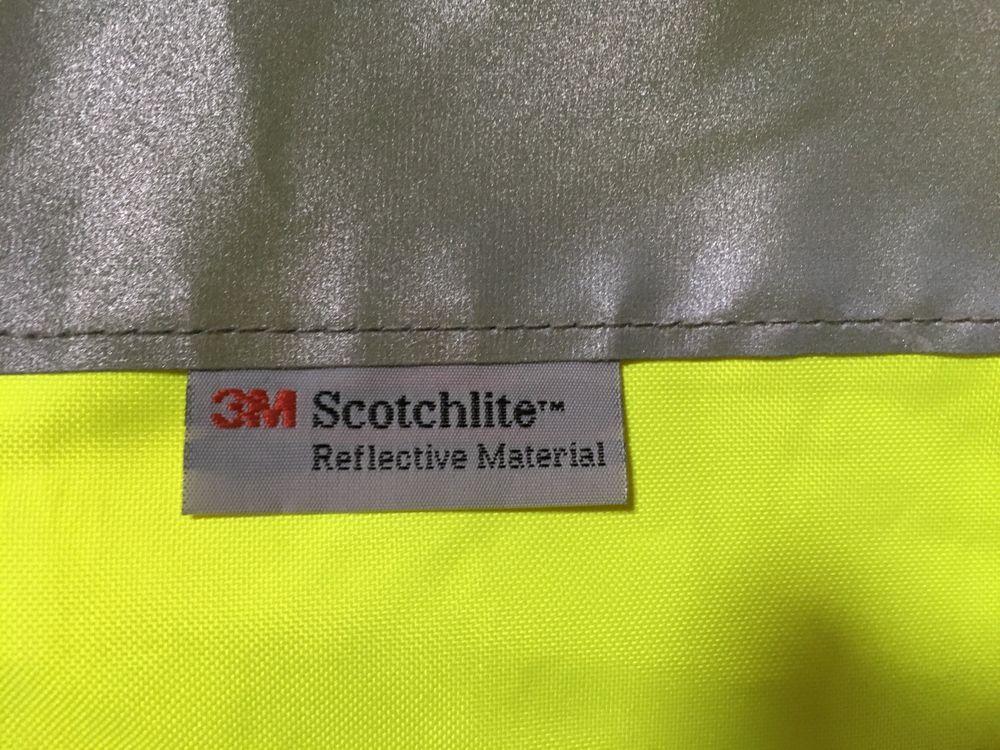 3M Scotchlite™
Reflective Material